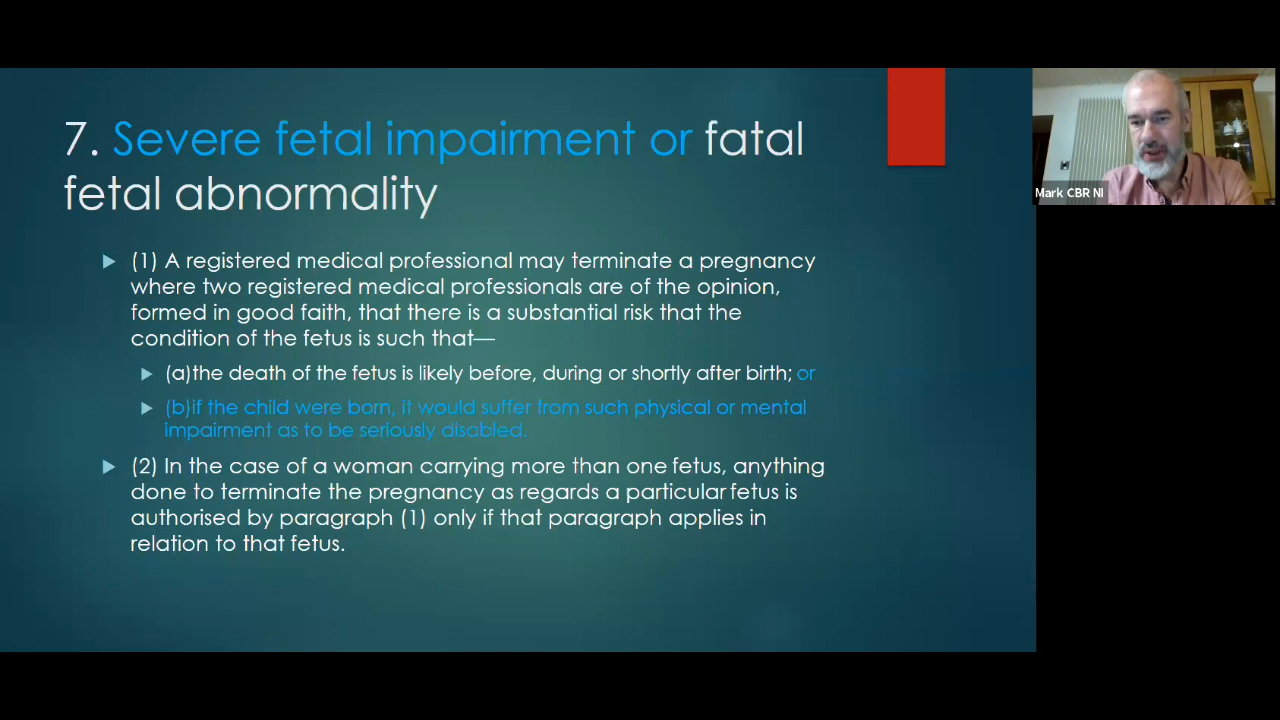 7. Severe fetal impairment or fatal
fetal abnormality
(1) A registered medical professional may terminate a pregnancy
where two registered medical professionals are of the opinion,
formed in good faith, that there is a substantial risk that the
condition of the fetus is such that—
(a)the death of the fetus is likely before, during or shortly after birth; or
(b)if the child were born, it would suffer from such physical or mental
impairment as to be seriously disabled.
(2) In the case of a woman carrying more than one fetus, anything
done to terminate the pregnancy as regards a particular fetus is
authorised by paragraph (1) only if that paragraph applies in
relation to that fetus.
Mark CBR NI